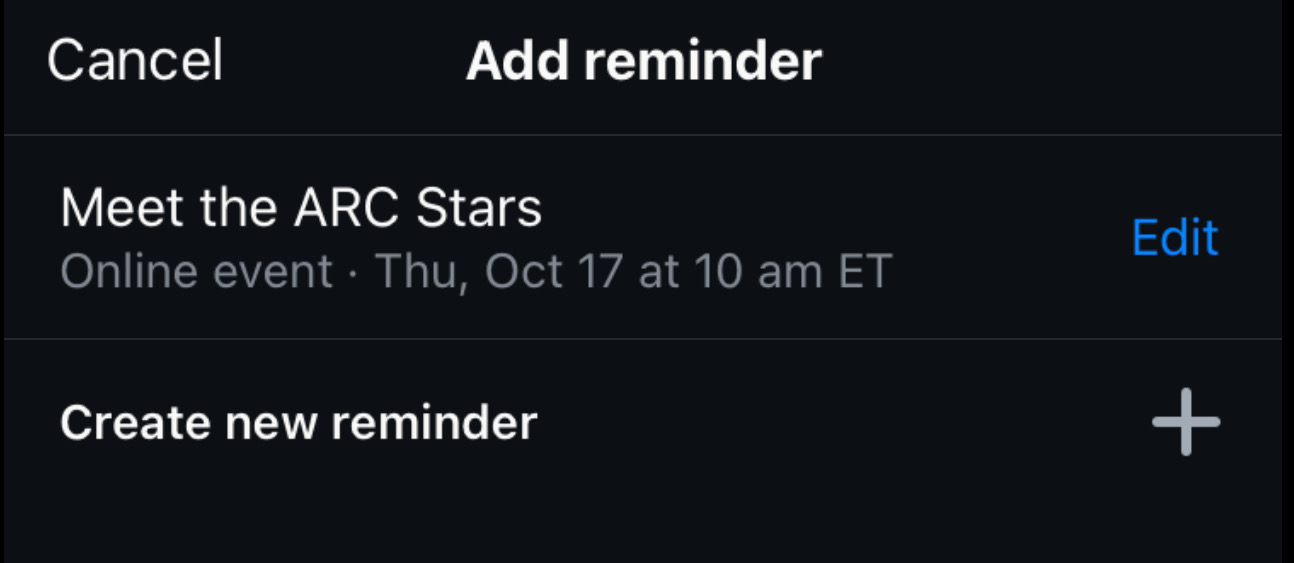 Cancel
Add reminder
Meet the ARC Stars
Online event · Thu, Oct 17 at 10 am ET
Edit
Create new reminder